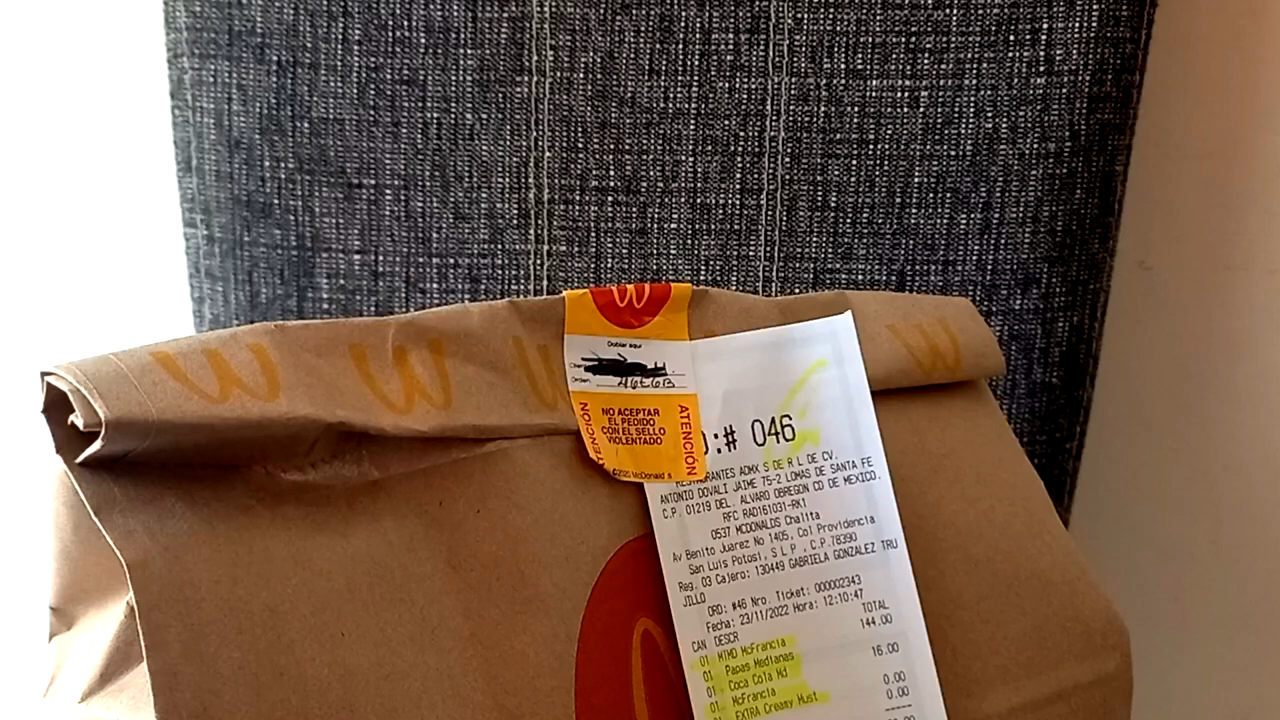 Doblar aquí
Orden: 46E6B
ATENCIÓN
NO ACEPTAR
EL PEDIDO
CON EL SELLO
VIOLENTADO
ATENCIÓN
©2020 McDonald's
:# 046
RESTAURANTES ADMX S DE R L DE CV.
ANTONIO DOVALI JAIME 75-2 LOMAS DE SANTA FE
C.P. 01219 DEL. ALVARO OBREGON CD DE MEXICO.
RFC RAD161031-RK1
0537 MCDONALDS Chalita
Av Benito Juarez No 1405, Col Providencia
San Luis Potosi, S L P , C.P.78390
Reg. 03 Cajero: 130449 GABRIELA GONZALEZ TRU
JILLO
ORD: #46 Nro. Ticket: 000002343
Fecha: 23/11/2022 Hora: 12:10:47
CAN DESCR TOTAL
01 MTMD McFrancia 144.00
01 Papas Medianas
01 Coca Cola Md 16.00
01 McFrancia
EXTRA Creamy Must 0.00
0.00